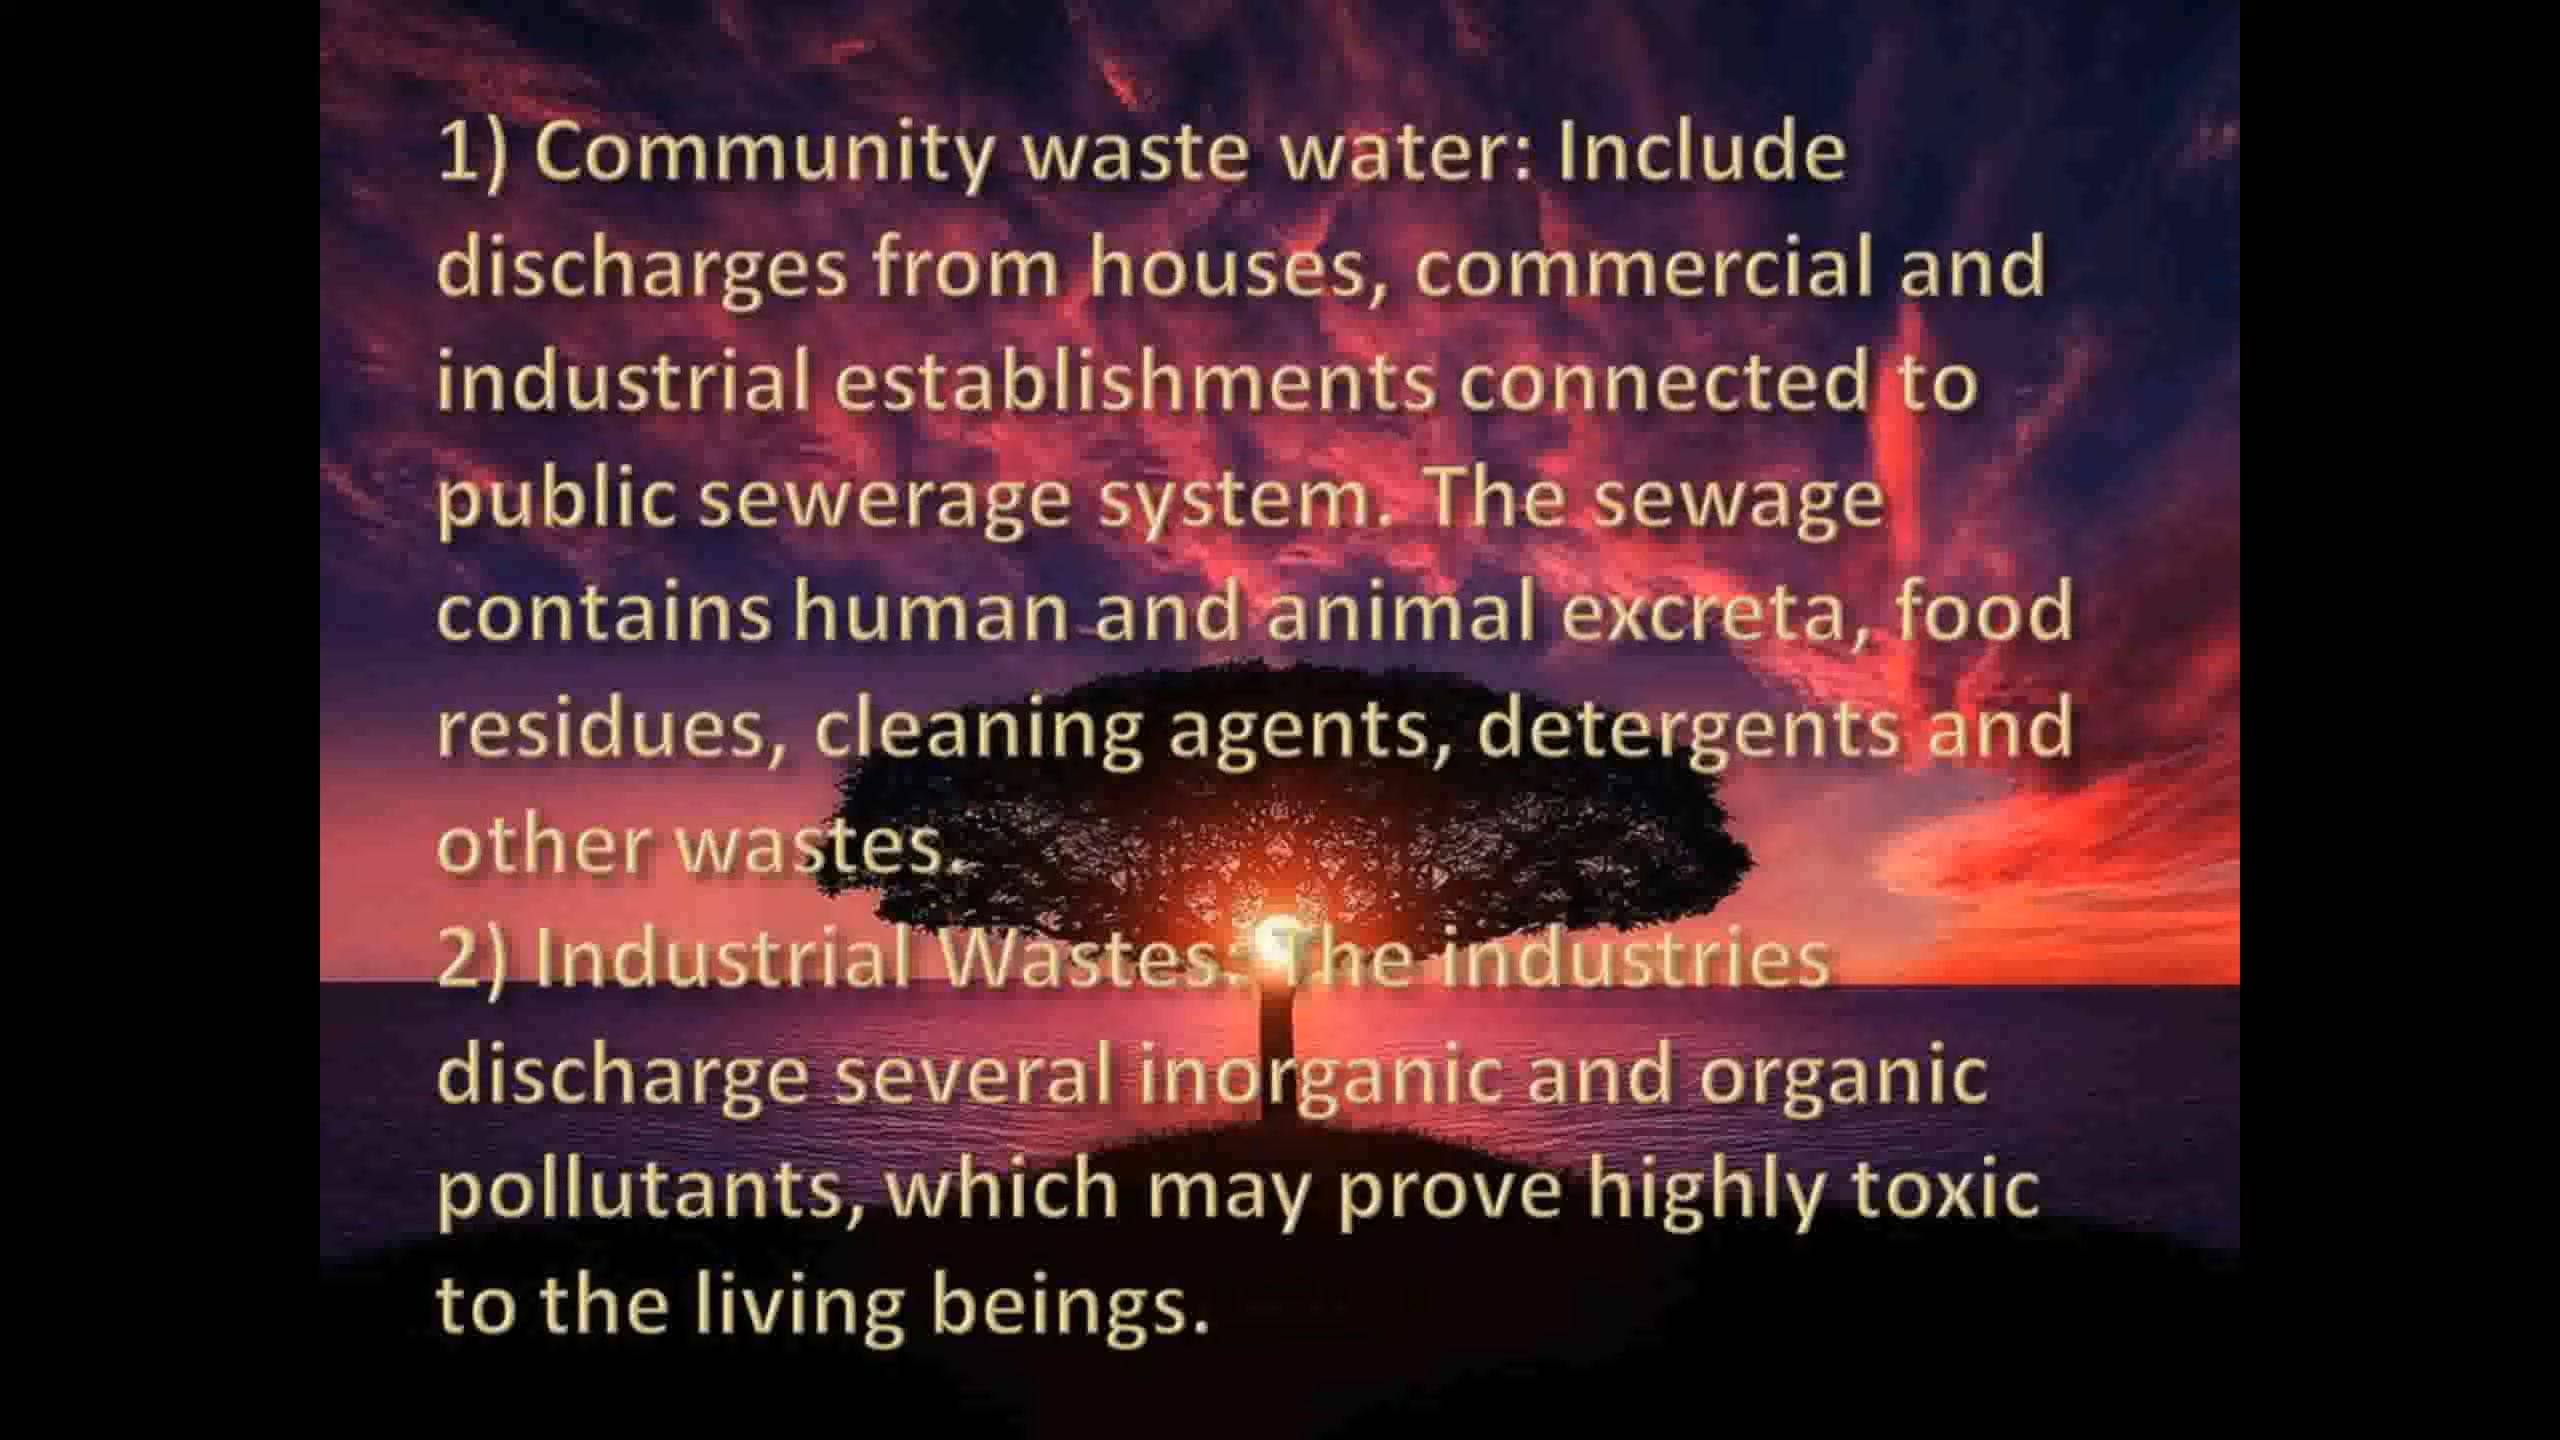 1) Community waste water: Include
discharges from houses, commercial and
industrial establishments connected to
public sewerage system. The sewage
contains human and animal excreta, food
residues, cleaning agents, detergents and
other wastes.
2) Industrial Wastes: The industries
discharge several inorganic and organic
pollutants, which may prove highly toxic
to the living beings.